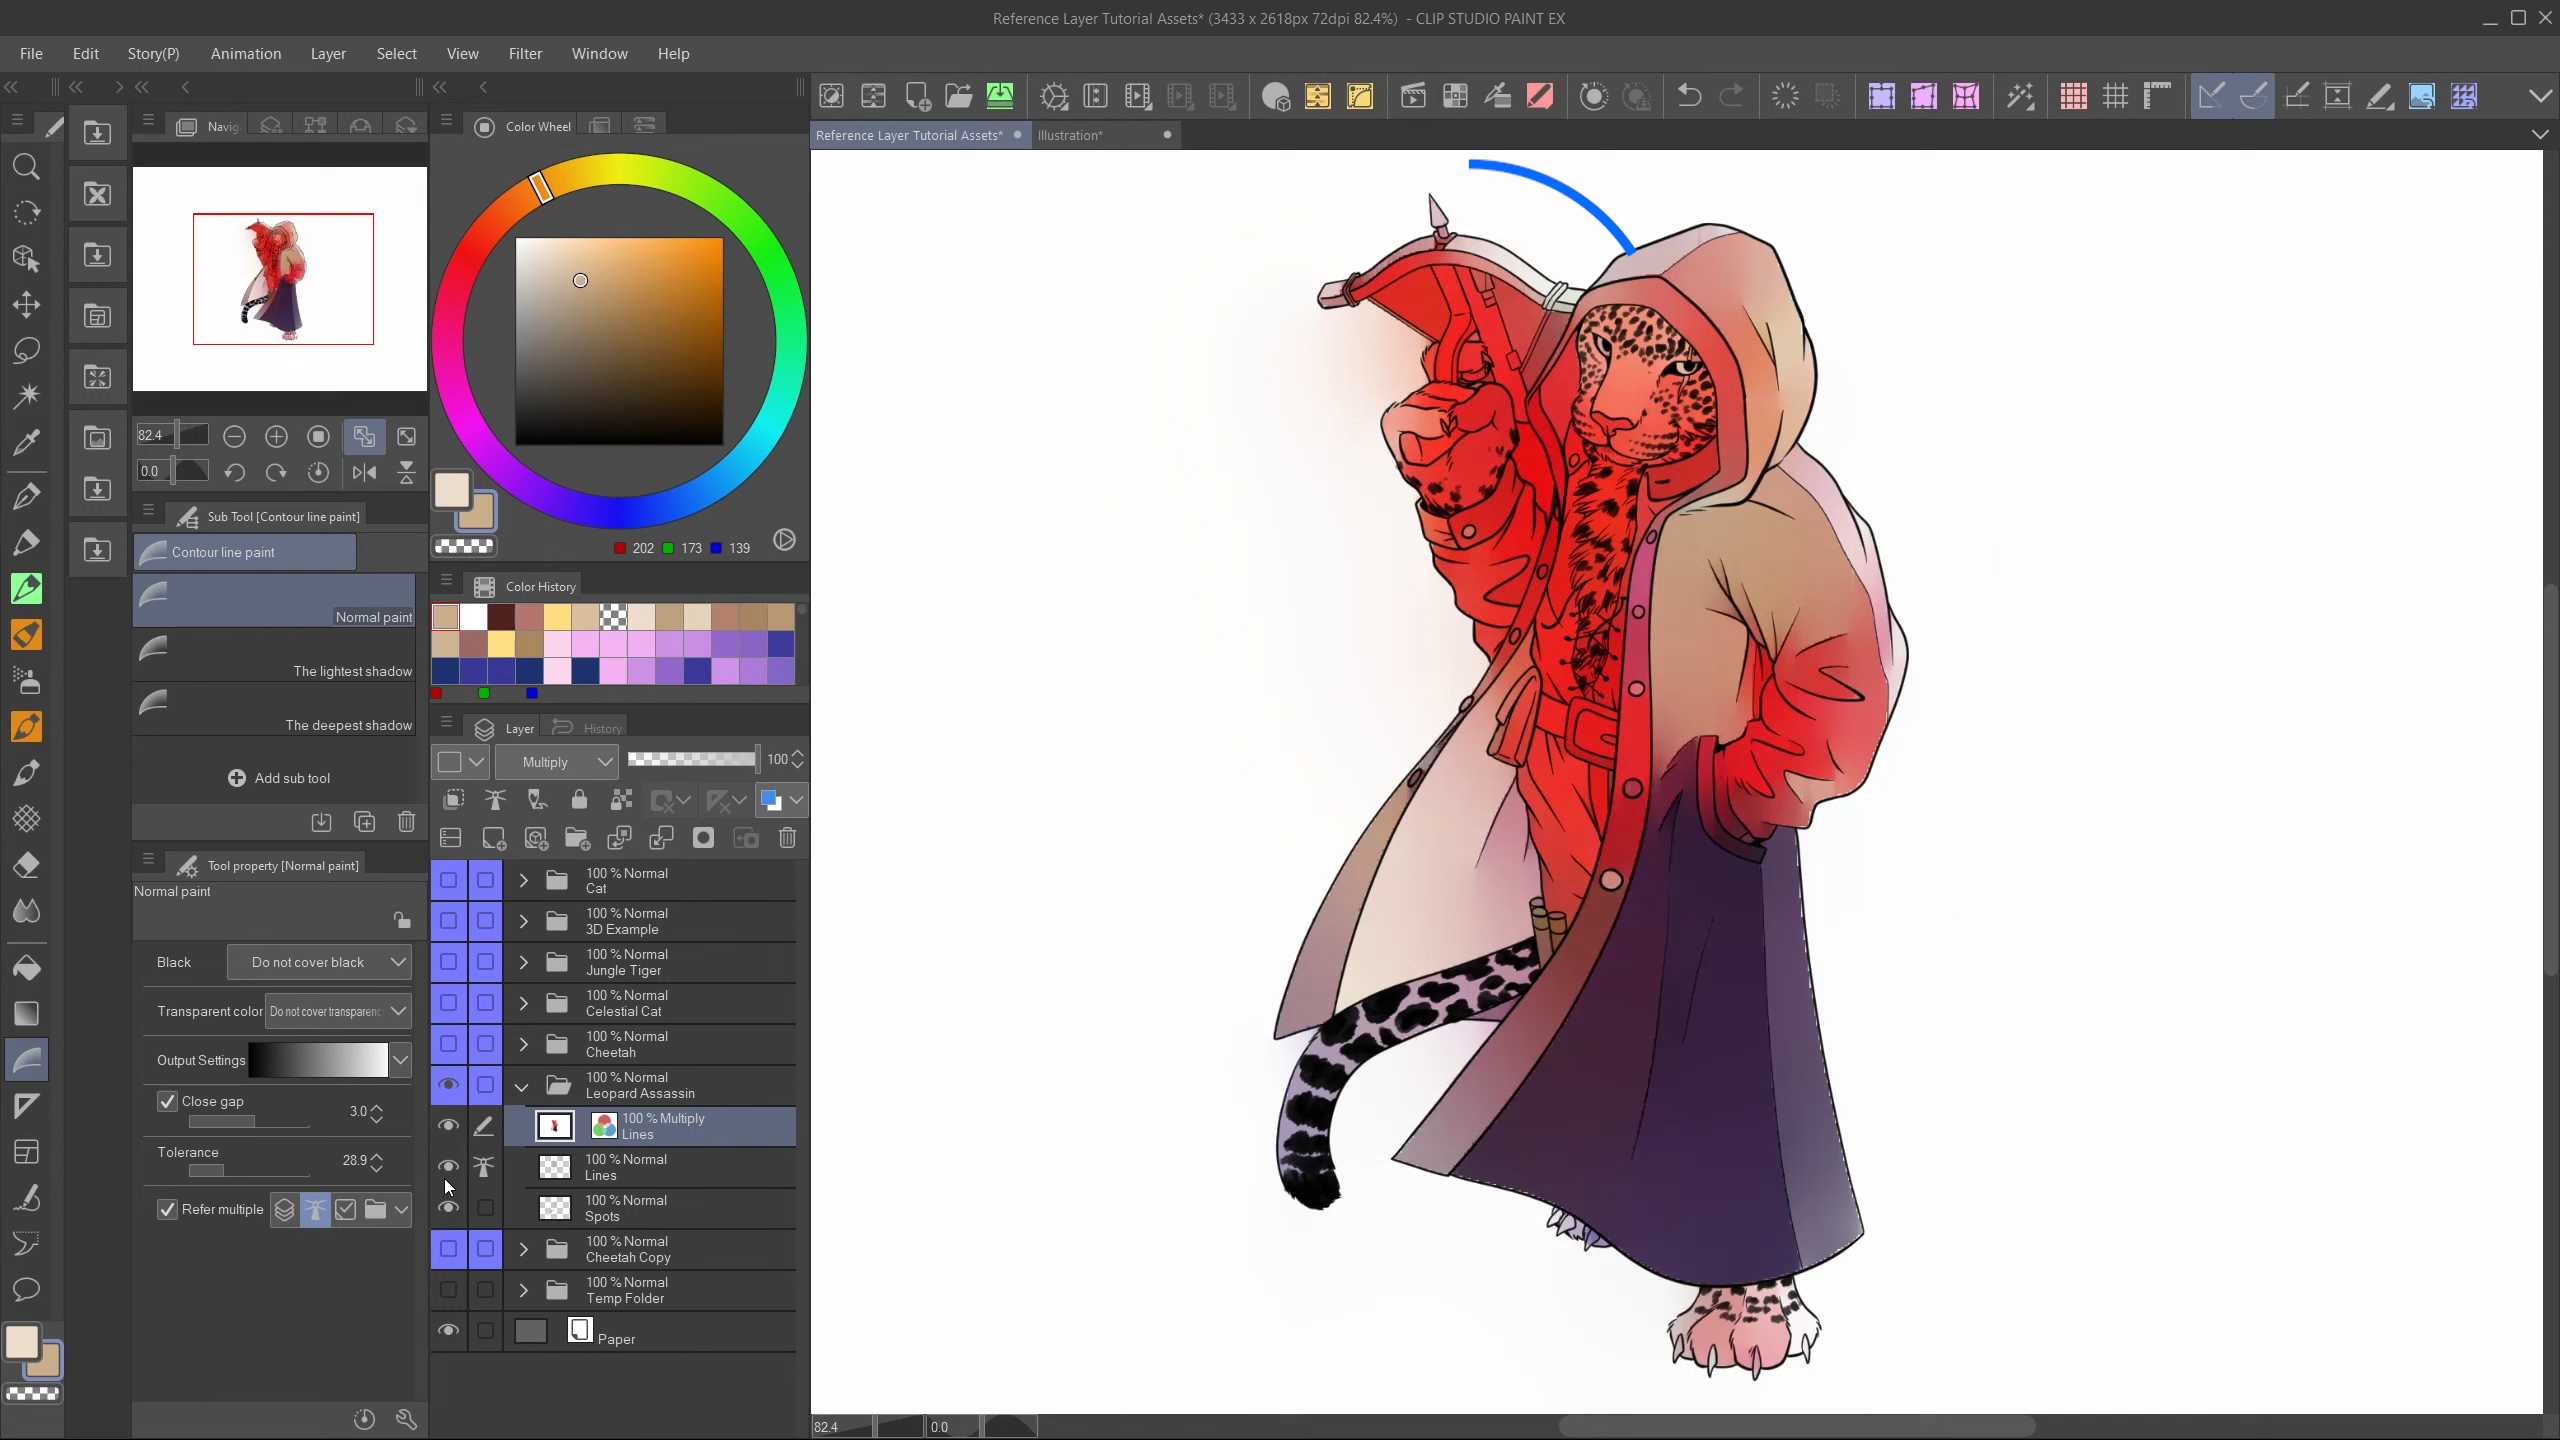 Reference Layer Tutorial Assets* (3433 x 2618px 72dpi 82.4%) - CLIP STUDIO PAINT EX
File Edit Story(P) Animation Layer Select View Filter Window Help
Navig
Color Wheel
Reference Layer Tutorial Assets* Illustration*
82.4
0.0
Sub Tool [Contour line paint]
Contour line paint
Normal paint
The lightest shadow
The deepest shadow
Add sub tool
Tool property [Normal paint]
Normal paint
Black Do not cover black
Transparent color Do not cover transparenc
Output Settings
Close gap 3.0
Tolerance 28.9
Refer multiple
202 173 139
Color History
Layer History
Multiply 100
100 % Normal
Cat
100 % Normal
3D Example
100 % Normal
Jungle Tiger
100 % Normal
Celestial Cat
100 % Normal
Cheetah
100 % Normal
Leopard Assassin
100 % Multiply
Lines
100 % Normal
Lines
100 % Normal
Spots
100 % Normal
Cheetah Copy
100 % Normal
Temp Folder
Paper
82.4 0.0